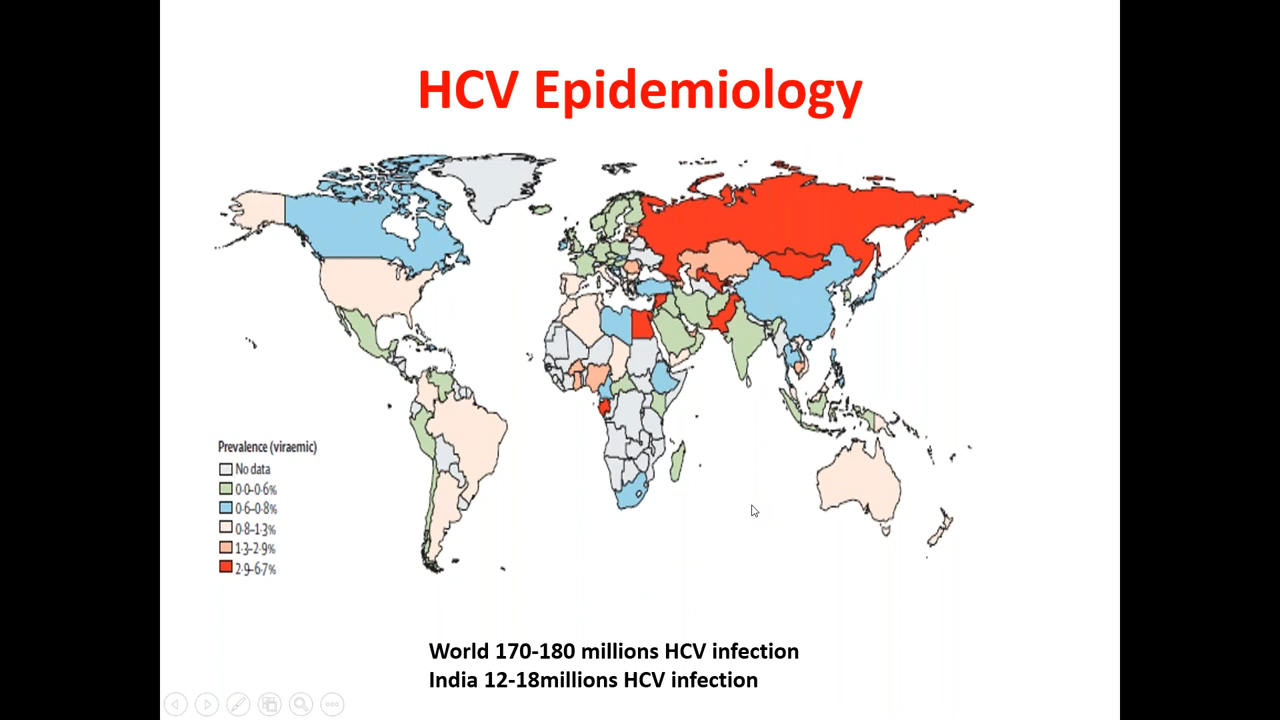 HCV Epidemiology
Prevalence (viraemic)
No data
0·0–0·6%
0·6–0·8%
0·8–1·3%
1·3–2·9%
2·9–6·7%
World 170-180 millions HCV infection
India 12-18millions HCV infection